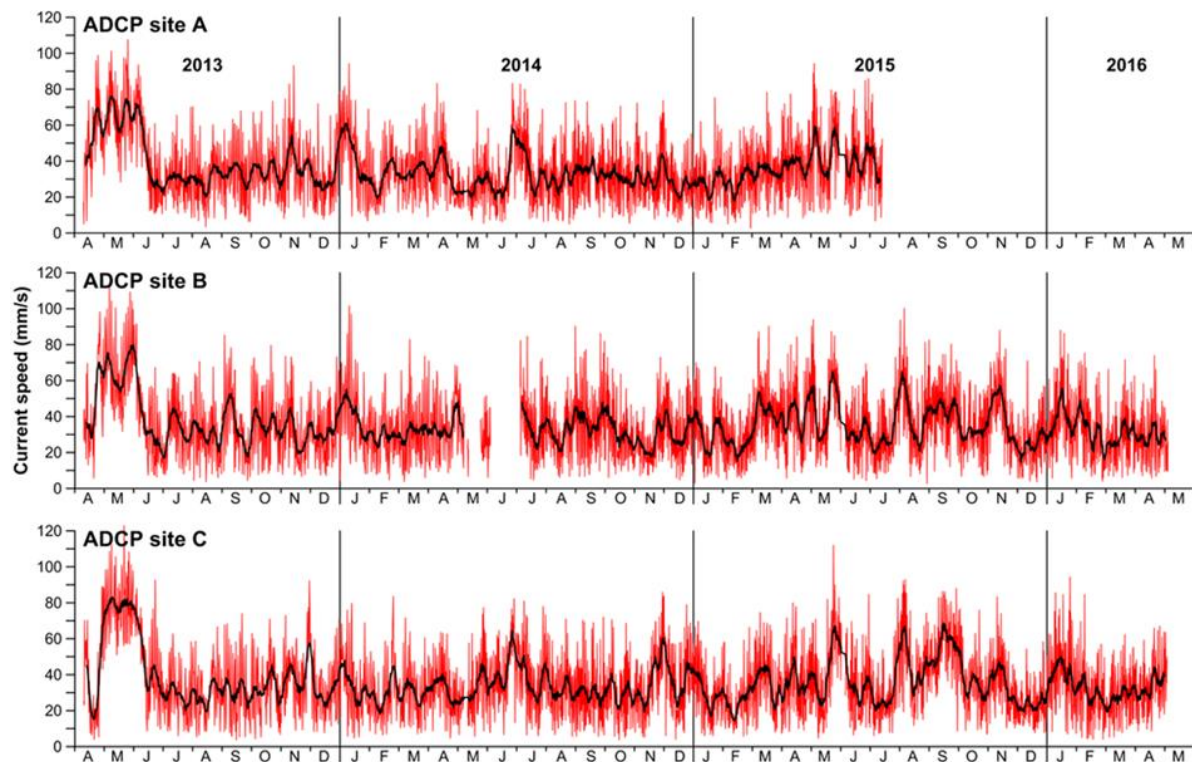 ADCP site A
2013 2014 2015 2016
120
100
80
60
40
20
0
A M J J A S O N D J F M A M J J A S O N D J F M A M J J A S O N D J F M A M
ADCP site B
120
100
80
60
40
20
0
A M J J A S O N D J F M A M J J A S O N D J F M A M J J A S O N D J F M A M
Current speed (mm/s)
ADCP site C
120
100
80
60
40
20
0
A M J J A S O N D J F M A M J J A S O N D J F M A M J J A S O N D J F M A M